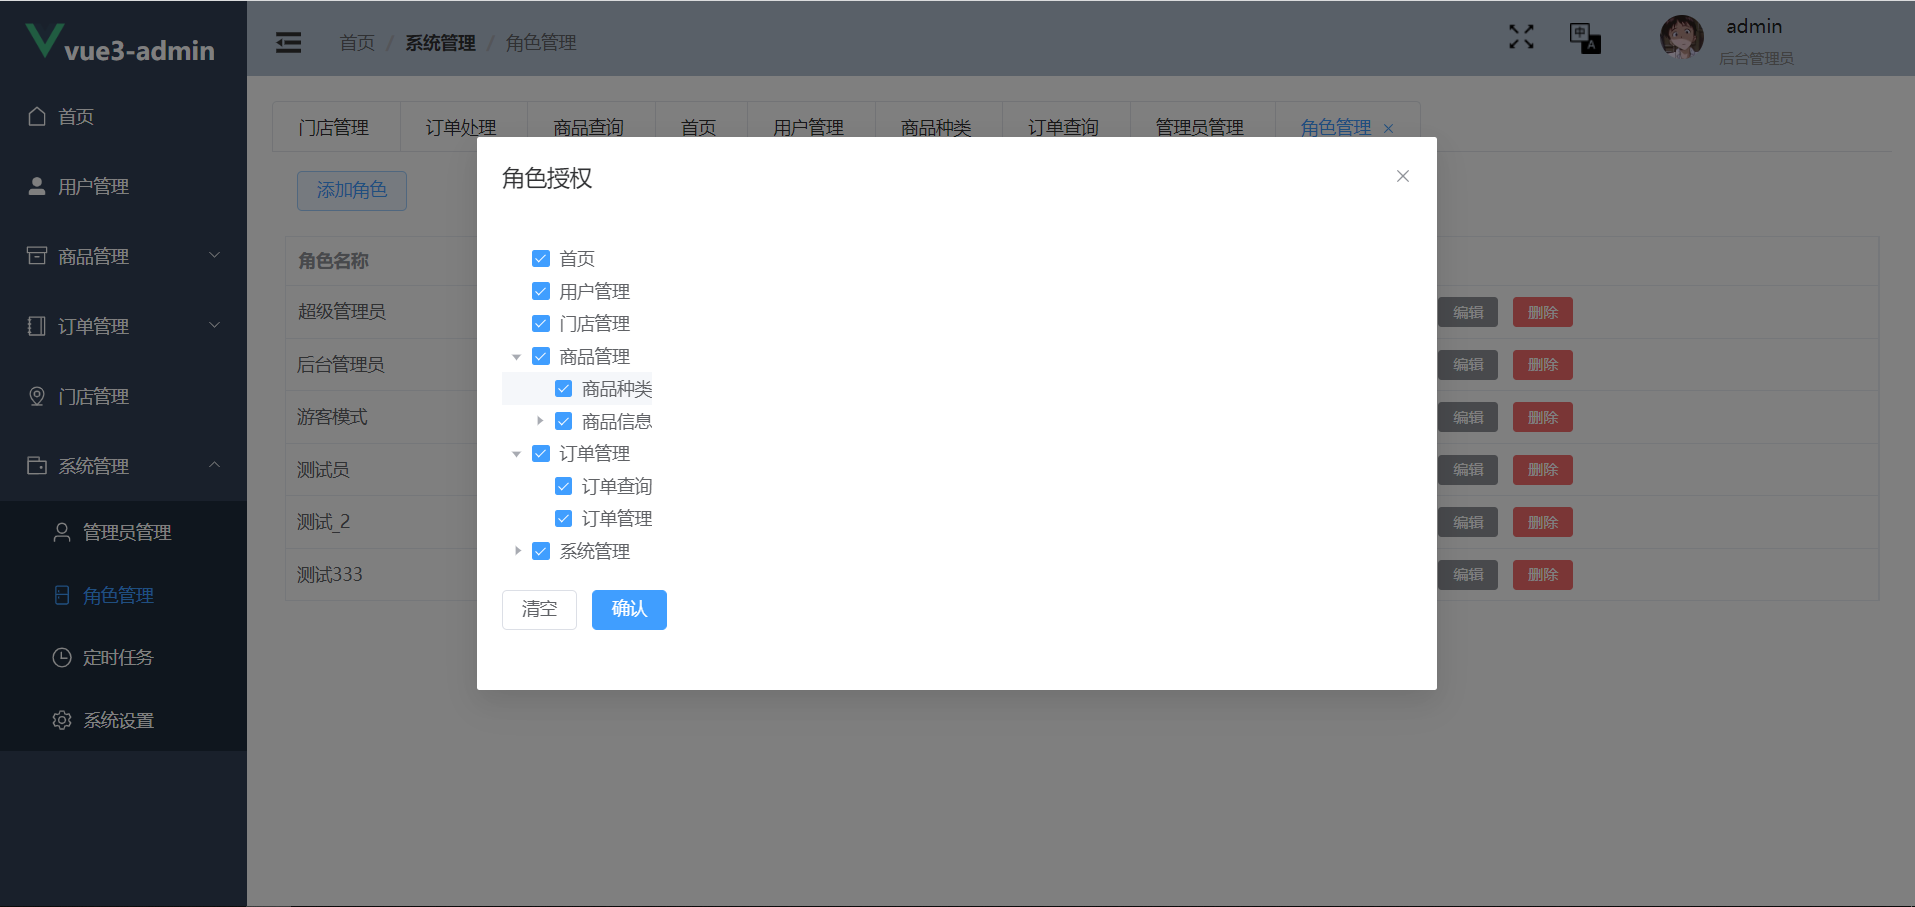 vue3-admin
首页
用户管理
商品管理
订单管理
门店管理
系统管理
管理员管理
角色管理
定时任务
系统设置
首页 / 系统管理 / 角色管理
中 A
admin
后台管理员
门店管理 订单处理 商品查询 首页 用户管理 商品种类 订单查询 管理员管理 角色管理
添加角色
角色名称
超级管理员 编辑 删除
后台管理员 编辑 删除
游客模式 编辑 删除
测试员 编辑 删除
测试_2 编辑 删除
测试333 编辑 删除
角色授权
首页
用户管理
门店管理
商品管理
商品种类
商品信息
订单管理
订单查询
订单管理
系统管理
清空 确认